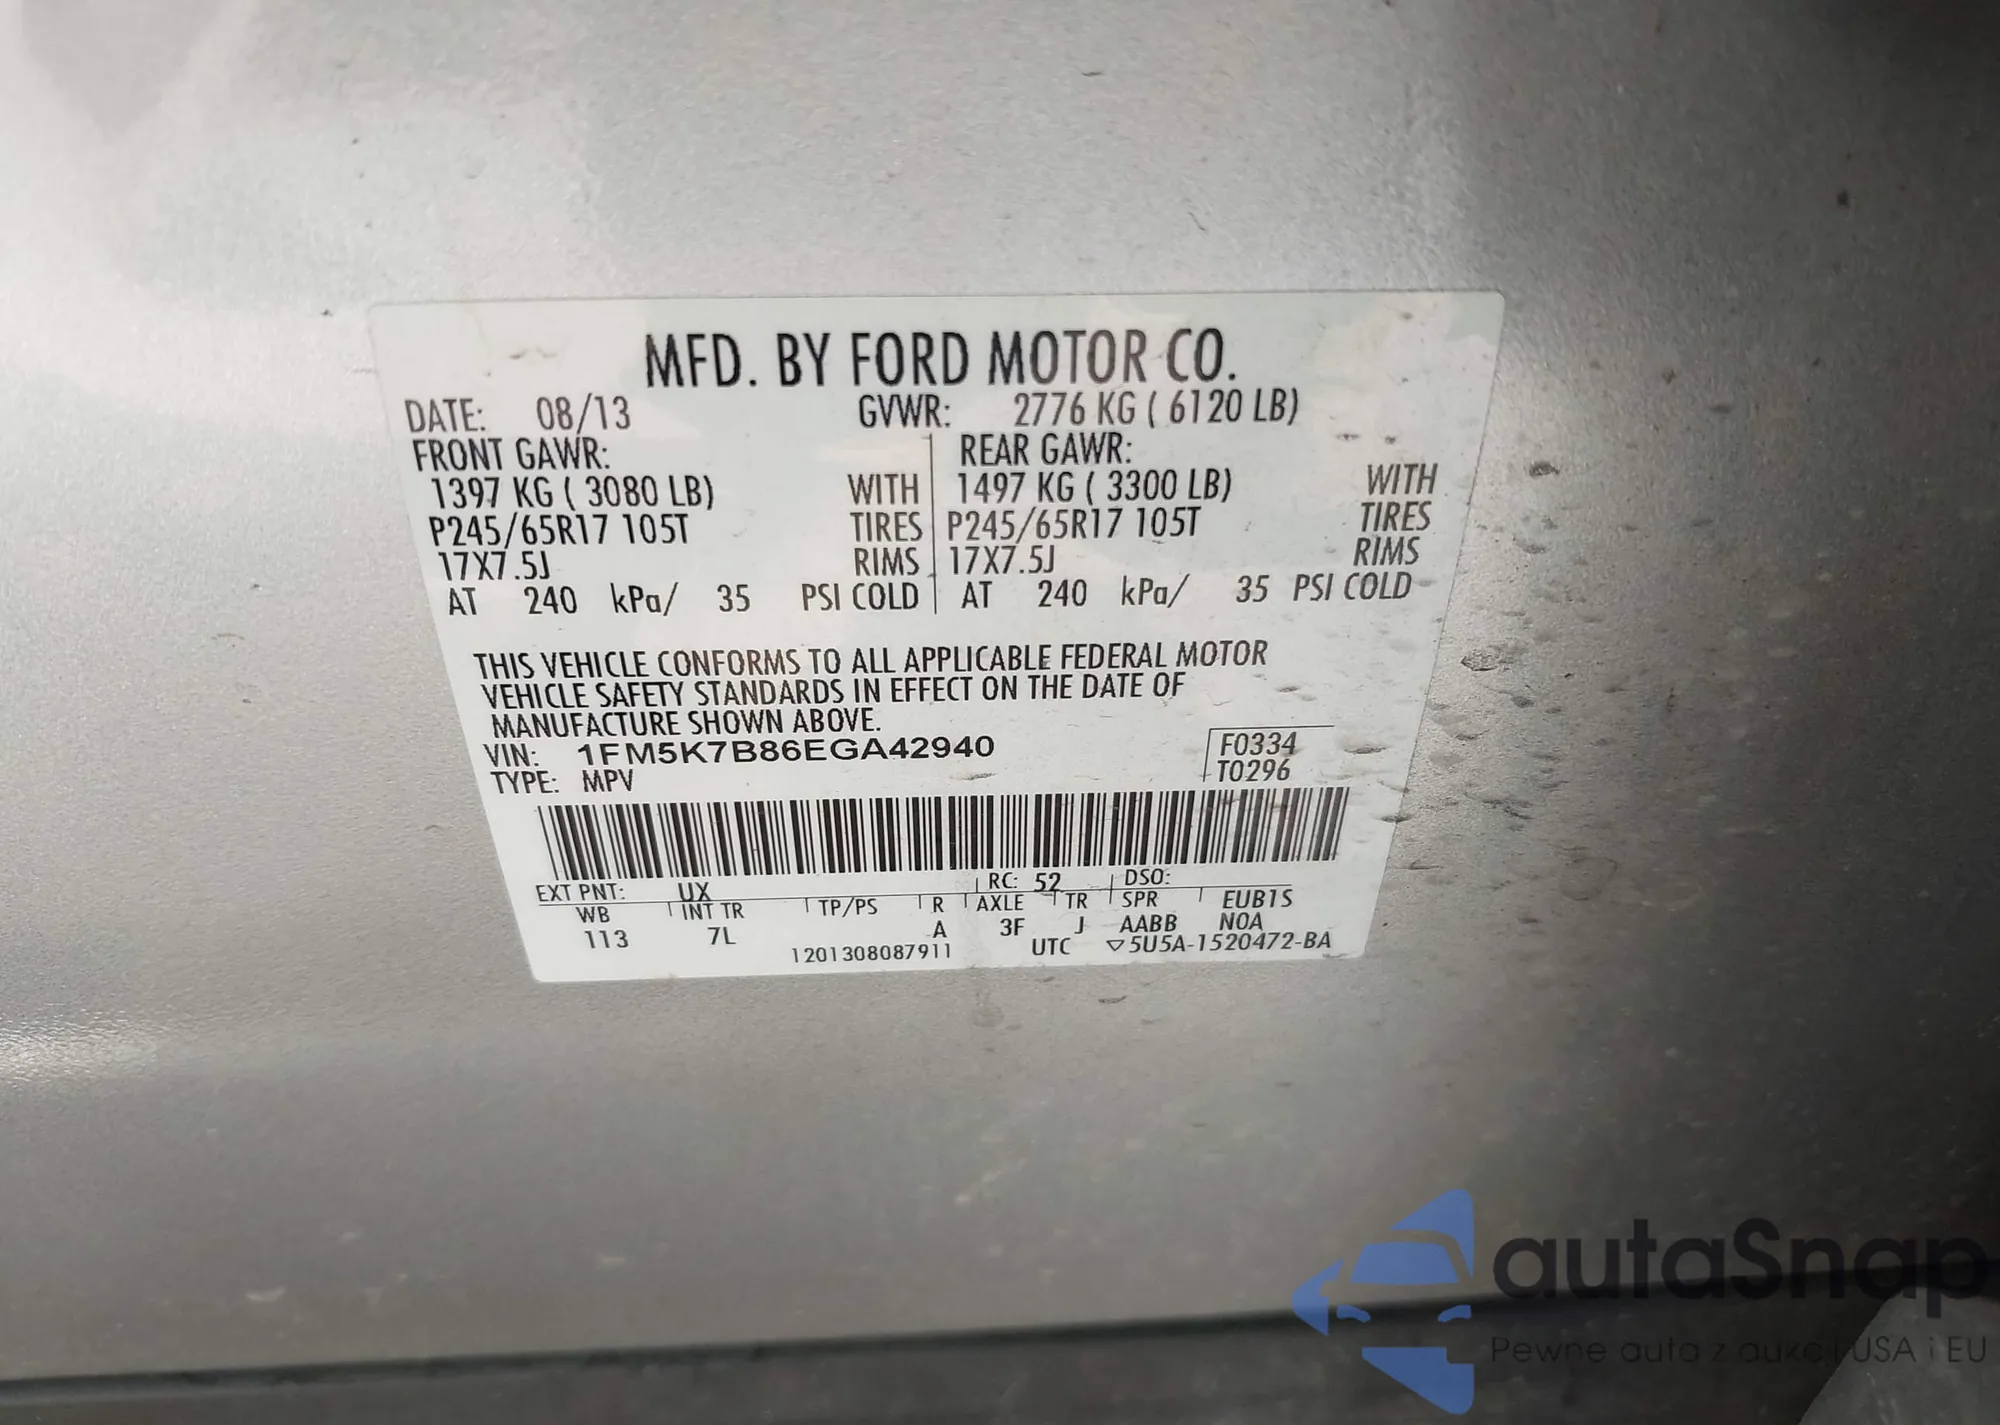 MFD. BY FORD MOTOR CO.
DATE: 08/13 GVWR: 2776 KG ( 6120 LB)
FRONT GAWR: REAR GAWR:
1397 KG ( 3080 LB) WITH 1497 KG ( 3300 LB) WITH
P245/65R17 105T TIRES P245/65R17 105T TIRES
17X7.5J RIMS 17X7.5J RIMS
AT 240 kPa/ 35 PSI COLD AT 240 kPa/ 35 PSI COLD
THIS VEHICLE CONFORMS TO ALL APPLICABLE FEDERAL MOTOR
VEHICLE SAFETY STANDARDS IN EFFECT ON THE DATE OF
MANUFACTURE SHOWN ABOVE.
VIN: 1FM5K7B86EGA42940 F0334
TYPE: MPV T0296
EXT PNT: UX RC: 52 DSO:
WB INT TR TP/PS R AXLE TR SPR EUB1S
113 7L A 3F J AABB NOA
1201308087911 UTC ▽5U5A-1520472-BA
autaSnap
Pewne auta z aukcji USA i EU